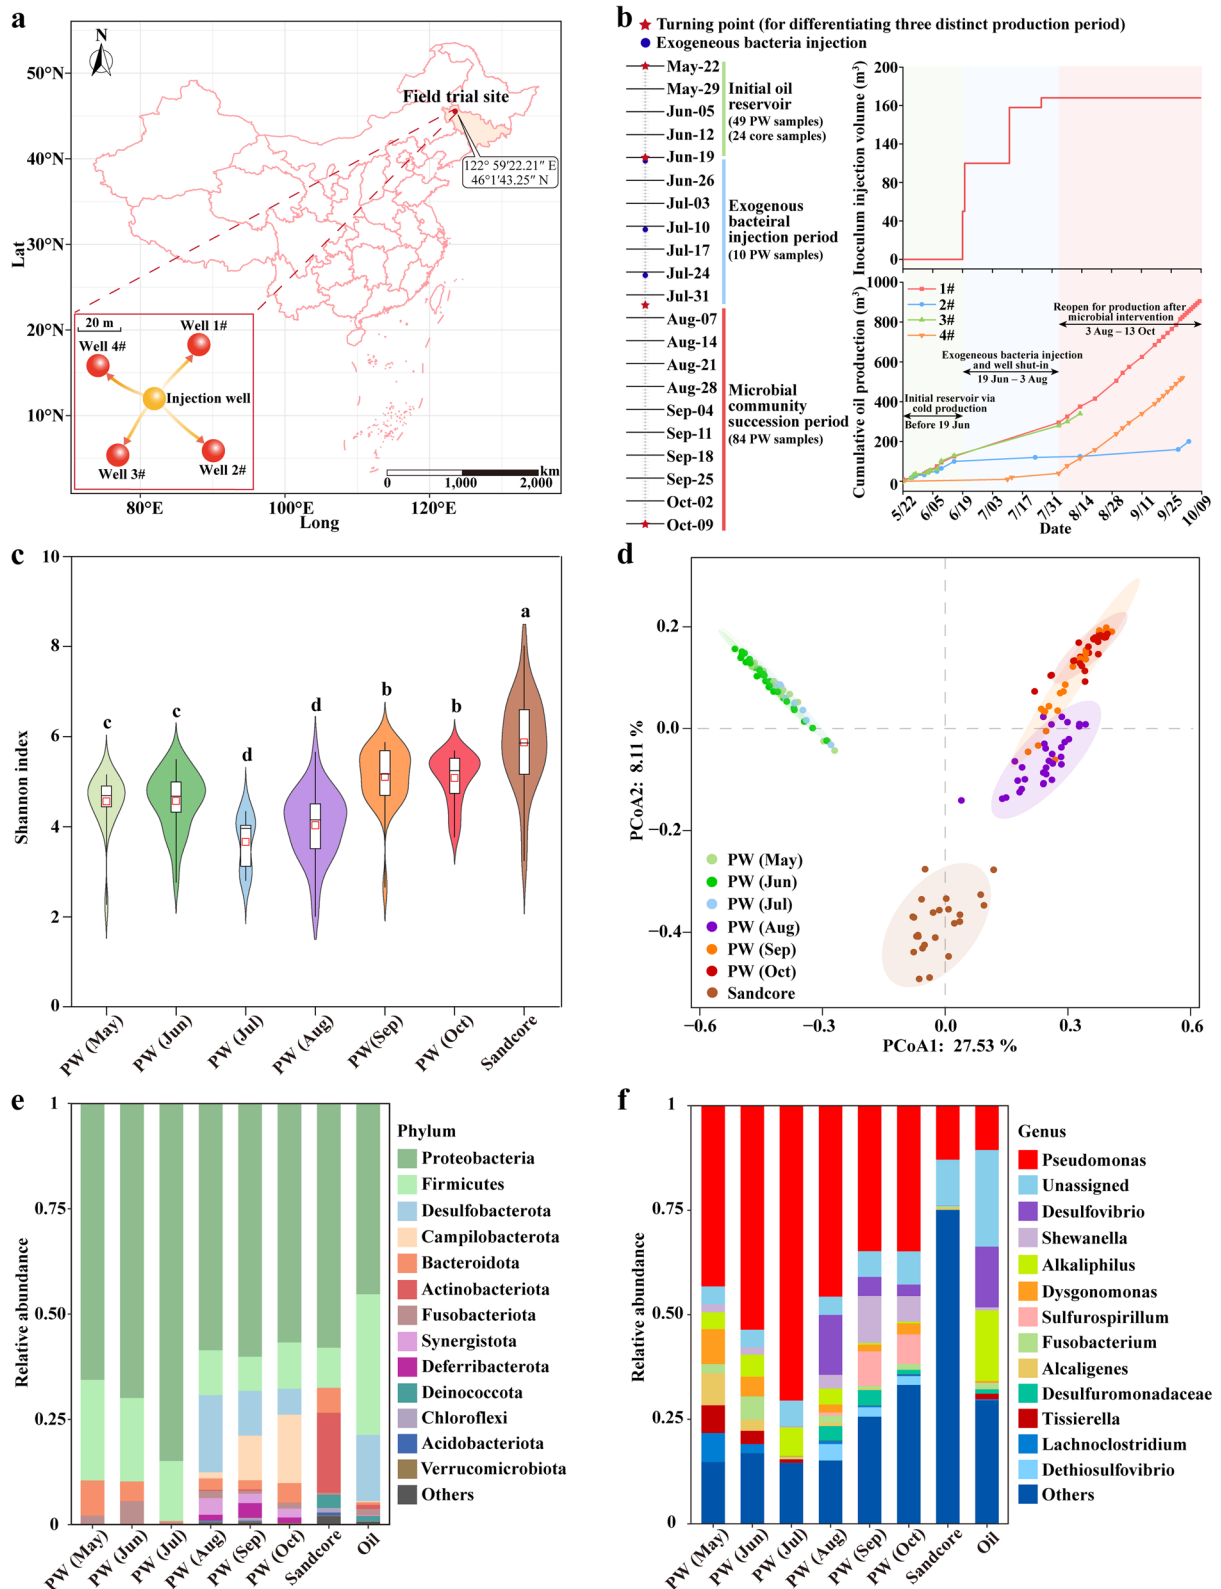 a
N
50°N
40°N
30°N
20°N
10°N
Lat
Field trial site
122° 59′22.21″ E
46°1′43.25″ N
20 m
Well 1#
Well 4#
Injection well
Well 3#
Well 2#
km
0 1,000 2,000
80°E 100°E 120°E
Long
b
Turning point (for differentiating three distinct production period)
Exogeneous bacteria injection
May-22
May-29
Jun-05
Jun-12
Jun-19
Jun-26
Jul-03
Jul-10
Jul-17
Jul-24
Jul-31
Aug-07
Aug-14
Aug-21
Aug-28
Sep-04
Sep-11
Sep-18
Sep-25
Oct-02
Oct-09
Initial oil
reservoir
(49 PW samples)
(24 core samples)
Exogenous
bacteiral
injection period
(10 PW samples)
Microbial
community
succession period
(84 PW samples)
Inoculum injection volume (m³)
200
160
140
80
40
0
Cumulative oil production (m³)
1000
800
600
400
200
0
1#
2#
3#
4#
Reopen for production after
microbial intervention
3 Aug – 13 Oct
Exogenous bacteria injection
and well shut-in
19 Jun – 3 Aug
Initial reservoir via
cold production
Before 19 Jun
5/22 6/05 6/19 7/03 7/17 7/31 8/14 8/28 9/11 9/25 10/09
Date
c
Shannon index
10
8
6
4
2
0
c c d d b b a
PW (May) PW (Jun) PW (Jul) PW (Aug) PW(Sep) PW (Oct) Sandcore
d
PCoA2: 8.11 %
0.2
0.0
−0.2
−0.4
PW (May)
PW (Jun)
PW (Jul)
PW (Aug)
PW (Sep)
PW (Oct)
Sandcore
−0.6 −0.3 0.0 0.3 0.6
PCoA1: 27.53 %
e
Relative abundance
1
0.75
0.50
0.25
0
PW (May) PW (Jun) PW (Jul) PW (Aug) PW (Sep) PW (Oct) Sandcore Oil
Phylum
Proteobacteria
Firmicutes
Desulfobacterota
Campilobacterota
Bacteroidota
Actinobacteriota
Fusobacteriota
Synergistota
Deferribacterota
Deinococcota
Chloroflexi
Acidobacteriota
Verrucomicrobiota
Others
f
Relative abundance
1
0.75
0.50
0.25
0
PW (May) PW (Jun) PW (Jul) PW (Aug) PW (Sep) PW (Oct) Sandcore Oil
Genus
Pseudomonas
Unassigned
Desulfovibrio
Shewanella
Alkaliphilus
Dysgonomonas
Sulfurospirillum
Fusobacterium
Alcaligenes
Desulfuromonadaceae
Tissierella
Lachnoclostridium
Dethiosulfovibrio
Others